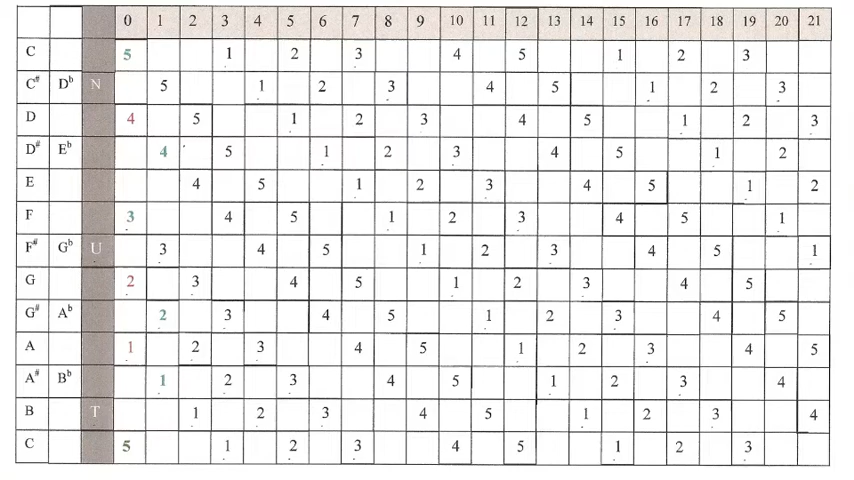 0 1 2 3 4 5 6 7 8 9 10 11 12 13 14 15 16 17 18 19 20 21
C 5 1 2 3 4 5 1 2 3
C# Db N 5 1 2 3 4 5 1 2 3
D 4 5 1 2 3 4 5 1 2 3
D# Eb 4 5 1 2 3 4 5 1 2
E 4 5 1 2 3 4 5 1 2
F 3 4 5 1 2 3 4 5 1
F# Gb U 3 4 5 1 2 3 4 5 1
G 2 3 4 5 1 2 3 4 5
G# Ab 2 3 4 5 1 2 3 4 5
A 1 2 3 4 5 1 2 3 4 5
A# Bb 1 2 3 4 5 1 2 3 4
B T 1 2 3 4 5 1 2 3 4
C 5 1 2 3 4 5 1 2 3